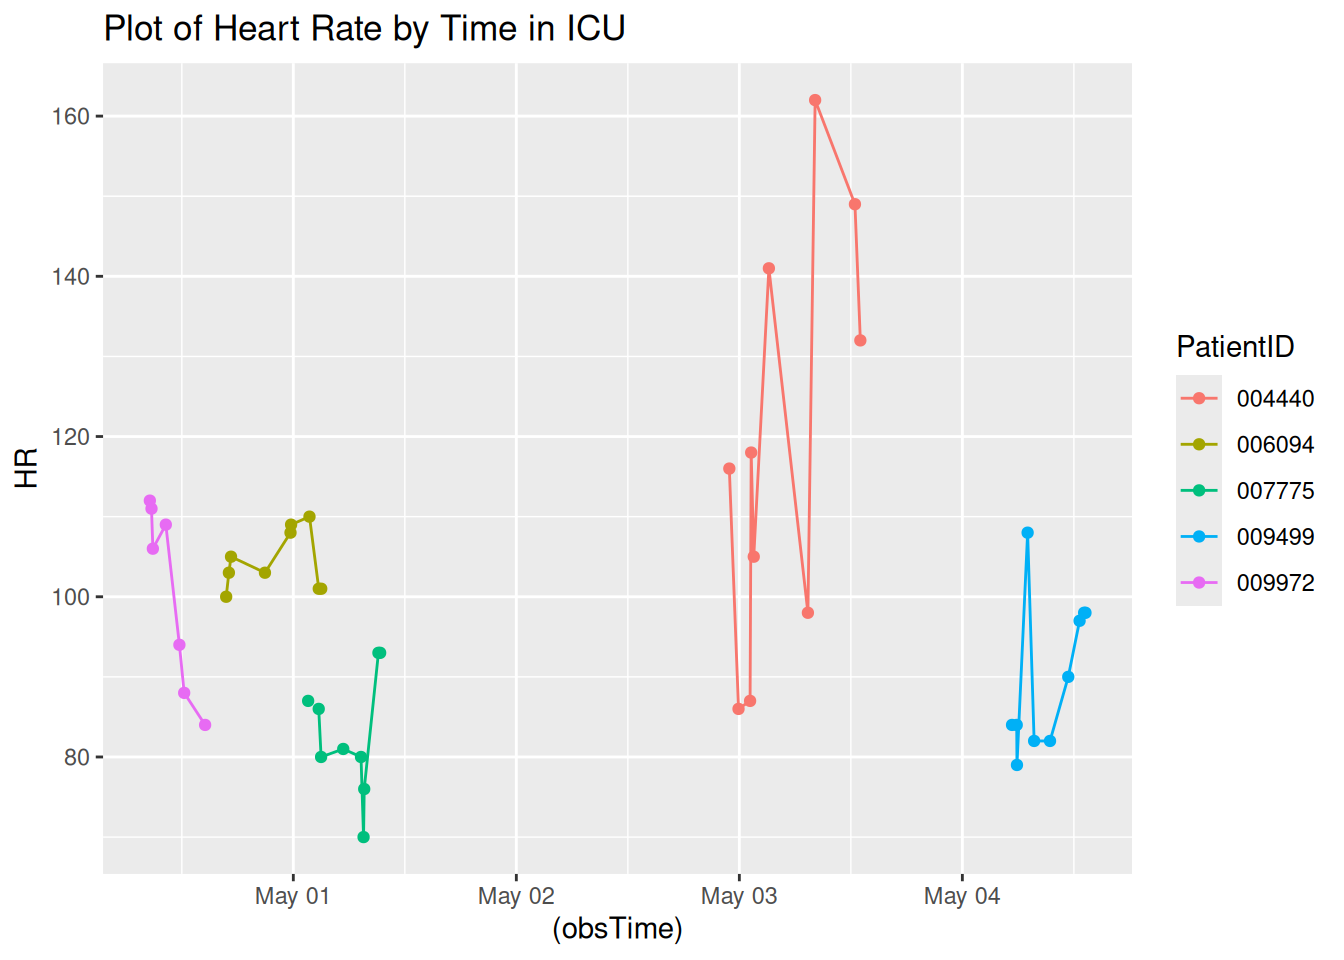 Plot of Heart Rate by Time in ICU
160
140
120
100
80
HR
May 01
May 02
May 03
May 04
(obsTime)
PatientID
004440
006094
007775
009499
009972